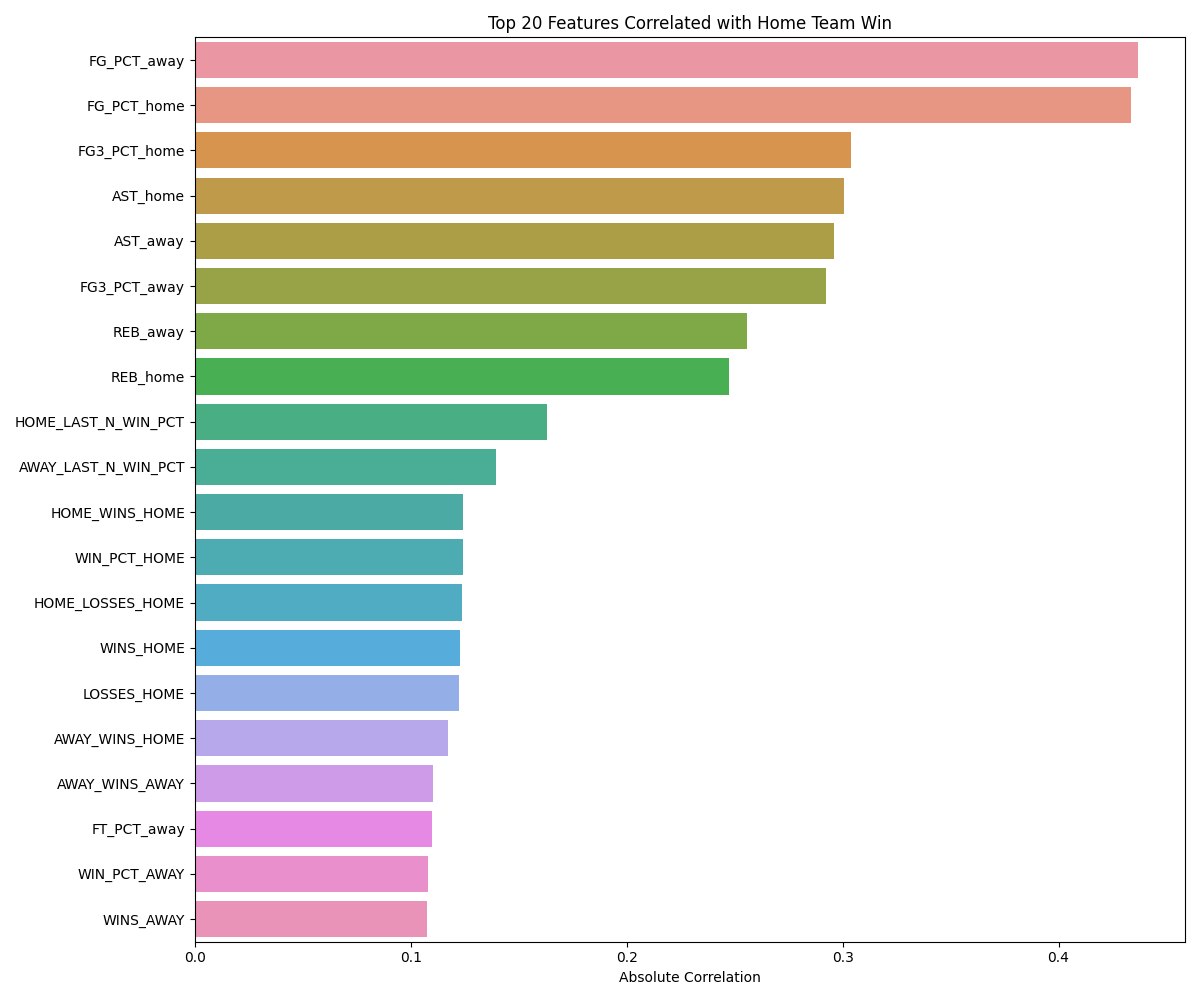 Top 20 Features Correlated with Home Team Win
FG_PCT_away
FG_PCT_home
FG3_PCT_home
AST_home
AST_away
FG3_PCT_away
REB_away
REB_home
HOME_LAST_N_WIN_PCT
AWAY_LAST_N_WIN_PCT
HOME_WINS_HOME
WIN_PCT_HOME
HOME_LOSSES_HOME
WINS_HOME
LOSSES_HOME
AWAY_WINS_HOME
AWAY_WINS_AWAY
FT_PCT_away
WIN_PCT_AWAY
WINS_AWAY
0.0 0.1 0.2 0.3 0.4
Absolute Correlation